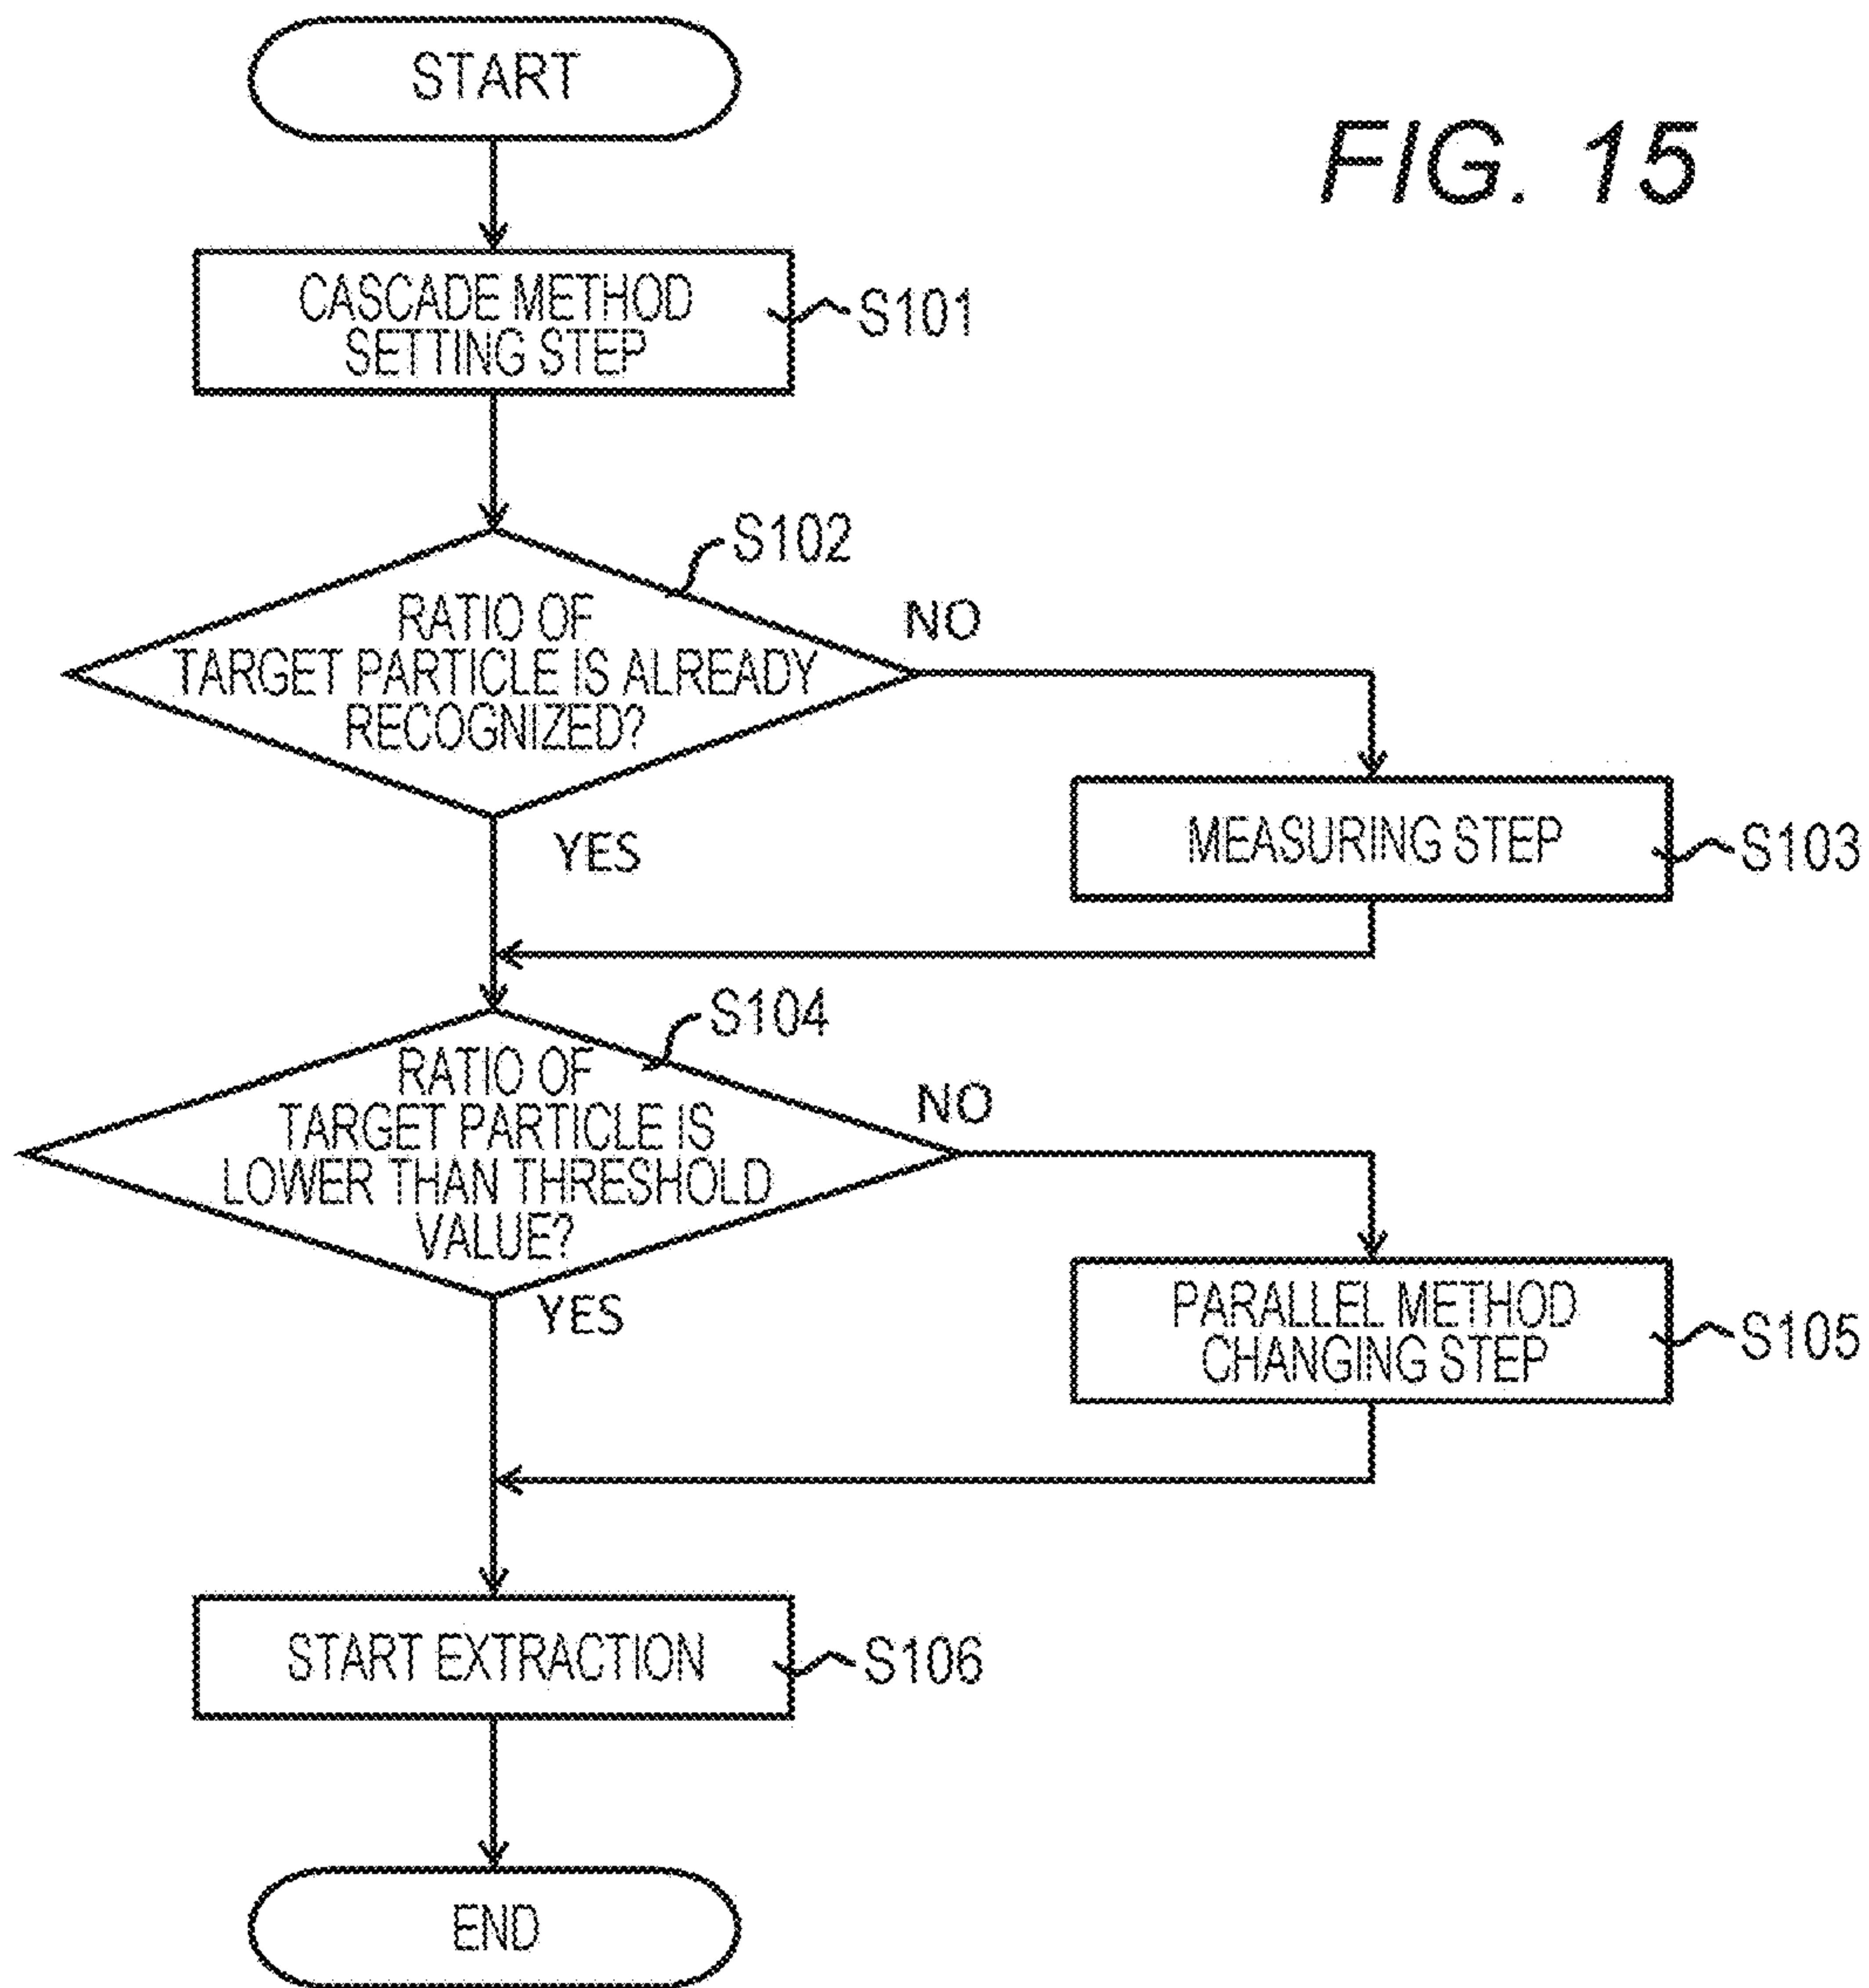 START
FIG. 15
CASCADE METHOD
SETTING STEP
S101
S102
RATIO OF
TARGET PARTICLE IS ALREADY
RECOGNIZED?
NO
YES
MEASURING STEP
S103
S104
RATIO OF
TARGET PARTICLE IS
LOWER THAN THRESHOLD
VALUE?
NO
YES
PARALLEL METHOD
CHANGING STEP
S105
START EXTRACTION
S106
END